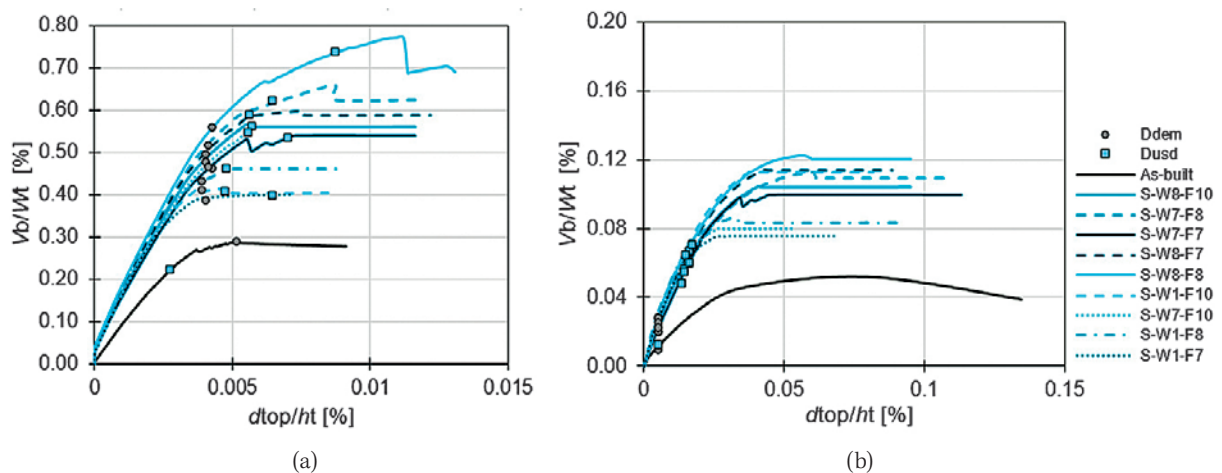 0.80
0.70
0.60
0.50
0.40
0.30
0.20
0.10
0.00
Vb/Wt [%]
0
0.005
0.01
0.015
dtop/ht [%]
(a)
0.20
0.16
0.12
0.08
0.04
0.00
Vb/Wt [%]
0
0.05
0.1
0.15
dtop/ht [%]
(b)
Ddem
Dusd
As-built
S-W8-F10
S-W7-F8
S-W7-F7
S-W8-F7
S-W8-F8
S-W1-F10
S-W7-F10
S-W1-F8
S-W1-F7